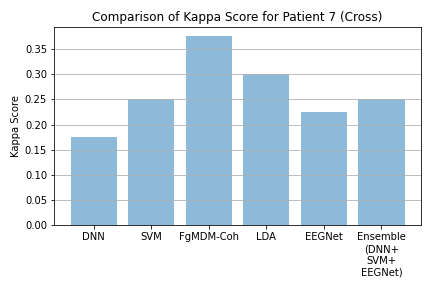 Comparison of Kappa Score for Patient 7 (Cross)
Kappa Score
0.35
0.30
0.25
0.20
0.15
0.10
0.05
0.00
DNN SVM FgMDM-Coh LDA EEGNet Ensemble
(DNN+
SVM+
EEGNet)